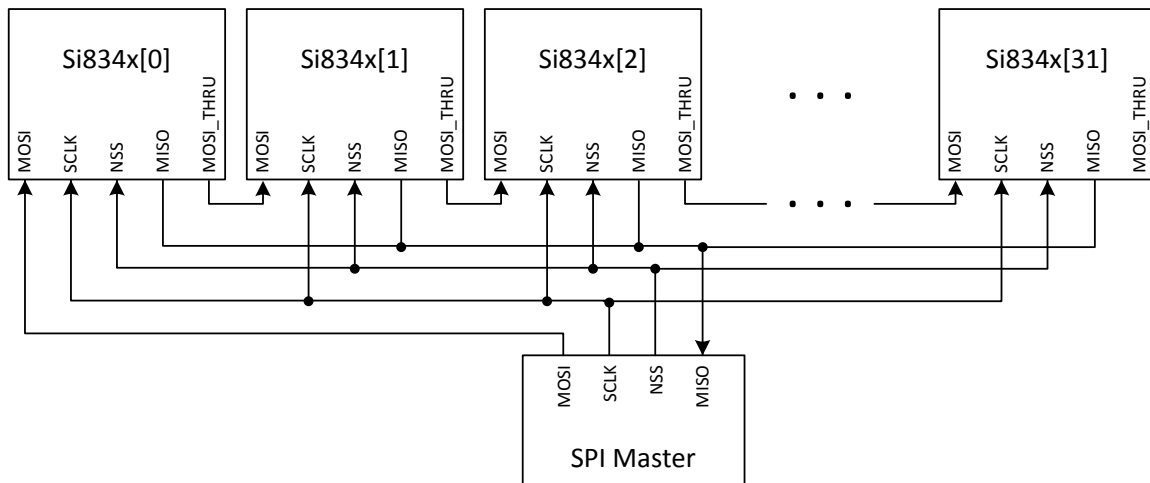 Si834x[0]
MOSI
SCLK
NSS
MISO
MOSI_THRU
Si834x[1]
MOSI
SCLK
NSS
MISO
MOSI_THRU
Si834x[2]
MOSI
SCLK
NSS
MISO
MOSI_THRU
. . .
. . .
Si834x[31]
MOSI
SCLK
NSS
MISO
MOSI_THRU
MOSI
SCLK
NSS
MISO
SPI Master